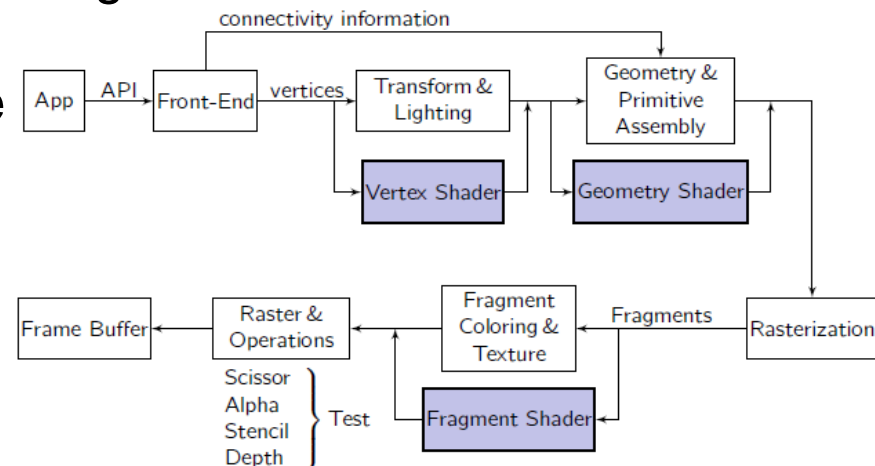 connectivity information
App
API
Front-End
vertices
Transform &
Lighting
Geometry &
Primitive
Assembly
Vertex Shader
Geometry Shader
Frame Buffer
Raster &
Operations
Fragment
Coloring &
Texture
Fragments
Rasterization
Scissor
Alpha
Stencil
Depth
Test
Fragment Shader